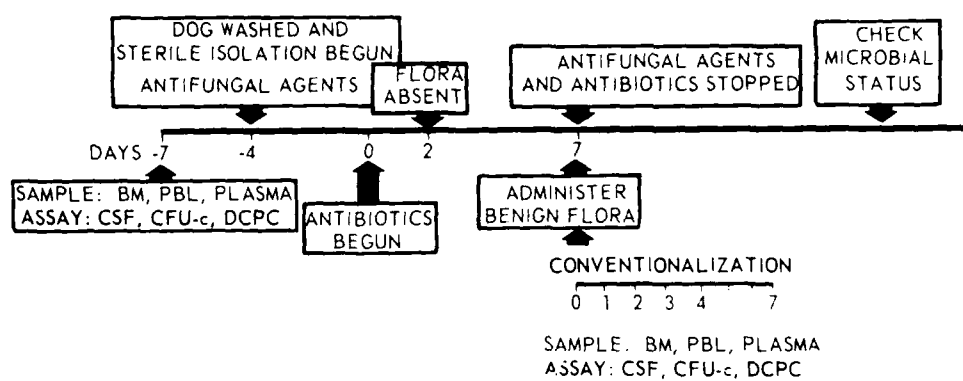 DOG WASHED AND
STERILE ISOLATION BEGUN
ANTIFUNGAL AGENTS
FLORA
ABSENT
ANTIFUNGAL AGENTS
AND ANTIBIOTICS STOPPED
CHECK
MICROBIAL
STATUS
DAYS -7 -4 0 2 7
SAMPLE: BM, PBL, PLASMA
ASSAY: CSF, CFU-c, DCPC
ANTIBIOTICS
BEGUN
ADMINISTER
BENIGN FLORA
CONVENTIONALIZATION
0 1 2 3 4 7
SAMPLE. BM, PBL, PLASMA
ASSAY: CSF, CFU-c, DCPC